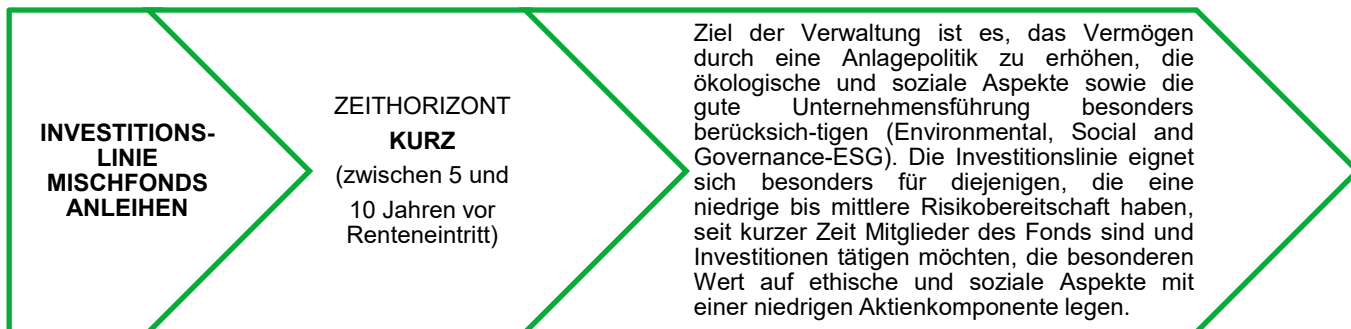 INVESTITIONS-
LINIE
MISCHFONDS
ANLEIHEN
ZEITHORIZONT
KURZ
(zwischen 5 und
10 Jahren vor
Renteneintritt)
Ziel der Verwaltung ist es, das Vermögen
durch eine Anlagepolitik zu erhöhen, die
ökologische und soziale Aspekte sowie die
gute Unternehmensführung besonders
berücksich-tigen (Environmental, Social and
Governance-ESG). Die Investitionslinie eignet
sich besonders für diejenigen, die eine
niedrige bis mittlere Risikobereitschaft haben,
seit kurzer Zeit Mitglieder des Fonds sind und
Investitionen tätigen möchten, die besonderen
Wert auf ethische und soziale Aspekte mit
einer niedrigen Aktienkomponente legen.